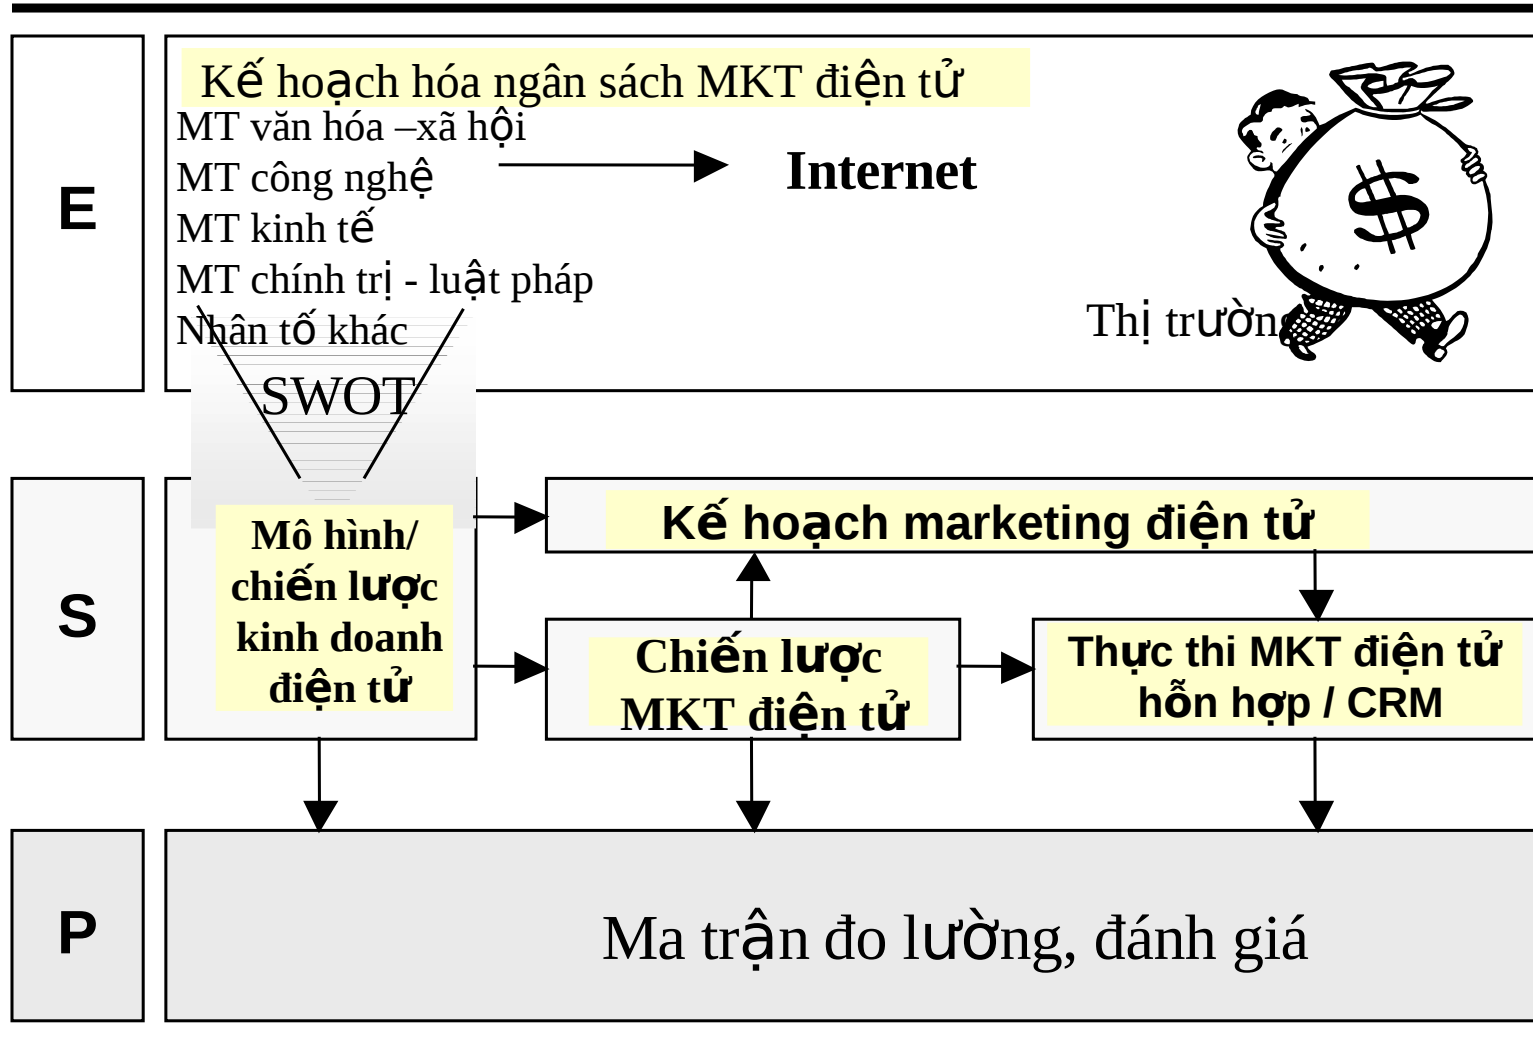 E
Kế hoạch hóa ngân sách MKT điện tử
MT văn hóa –xã hội
MT công nghệ
Internet
MT kinh tế
MT chính trị - luật pháp
Nhân tố khác
Thị trường
$
SWOT
S
Mô hình/
chiến lược
kinh doanh
điện tử
Kế hoạch marketing điện tử
Chiến lược
MKT điện tử
Thực thi MKT điện tử
hỗn hợp / CRM
P
Ma trận đo lường, đánh giá